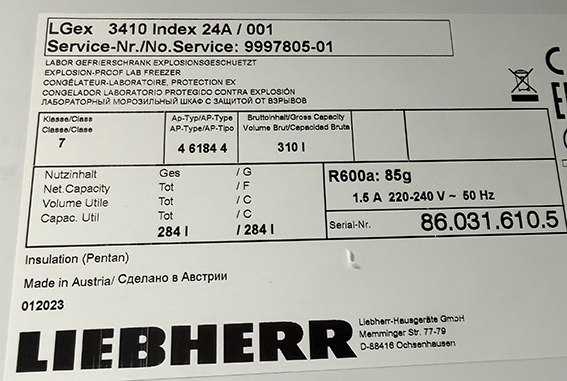 LGex 3410 Index 24A / 001
Service-Nr./No.Service: 9997805-01
LABOR GEFRIERSCHRANK EXPLOSIONSGESCHUETZT
EXPLOSION-PROOF LAB FREEZER
CONGÉLATEUR-LABORATOIRE, PROTECTION EX
CONGELADOR LABORATORIO PROTEGIDO CONTRA EXPLOSIÓN
ЛАБОРАТОРНЫЙ МОРОЗИЛЬНЫЙ ШКАФ С ЗАЩИТОЙ ОТ ВЗРЫВОВ
Klasse/Class
Classe/Clase
7
Ap-Typ/AP-Type
AP-Type/AP-Tipo
4 6184 4
Bruttoinhalt/Gross Capacity
Volume Brut/Capacidad Bruta
310 l
Nutzinhalt Ges / G
Net.Capacity Tot / F
Volume Utile Tot / C
Capac. Util Tot / C
284 l / 284 l
R600a: 85g
1.5 A 220-240 V ~ 50 Hz
Serial-Nr. 86.031.610.5
Insulation (Pentan)
Made in Austria/ Сделано в Австрии
012023
LIEBHERR
Liebherr-Hausgeräte GmbH
Memminger Str. 77-79
D-88416 Ochsenhausen